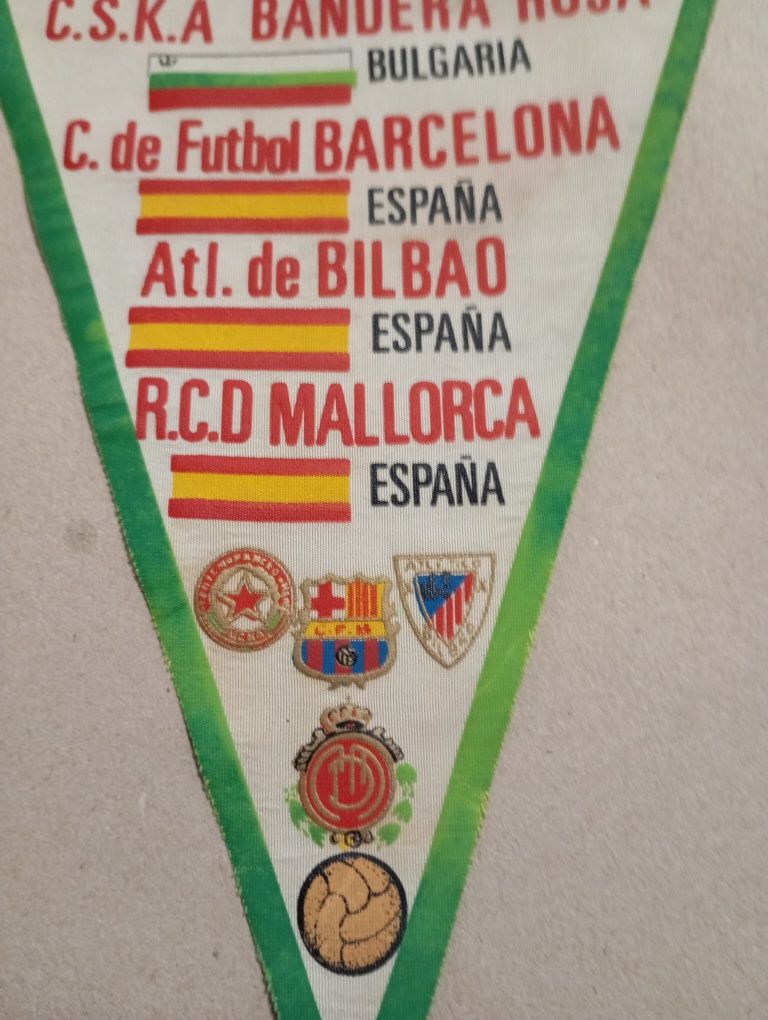 C.S.K.A BANDERA ROJA
BULGARIA
C. de Futbol BARCELONA
ESPAÑA
Atl. de BILBAO
ESPAÑA
R.C.D MALLORCA
ESPAÑA
C.F.B